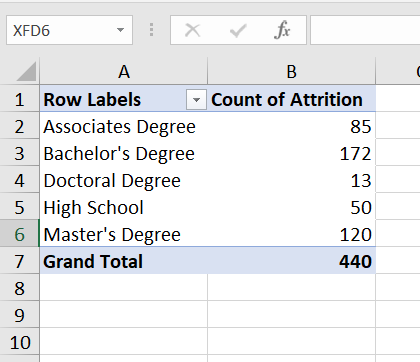 XFD6 fx
A B
1 Row Labels Count of Attrition
2 Associates Degree 85
3 Bachelor's Degree 172
4 Doctoral Degree 13
5 High School 50
6 Master's Degree 120
7 Grand Total 440
8
9
10